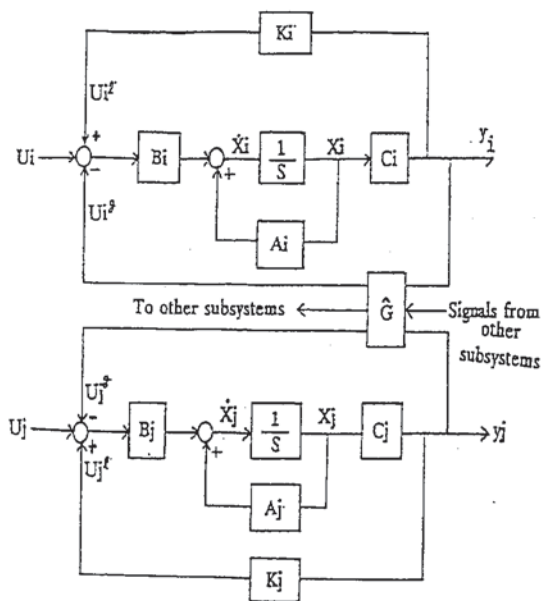 Ki
Ui^ℓ
+
Ui
−
Bi
+
Ẋi
1
S
Xi
Ci
y_i
Ui^g
Ai
To other subsystems
Ĝ
Signals from
other
subsystems
Uj^g
Uj
−
+
Uj^ℓ
Bj
+
Ẋj
1
S
Xj
Cj
yj
Aj
Kj